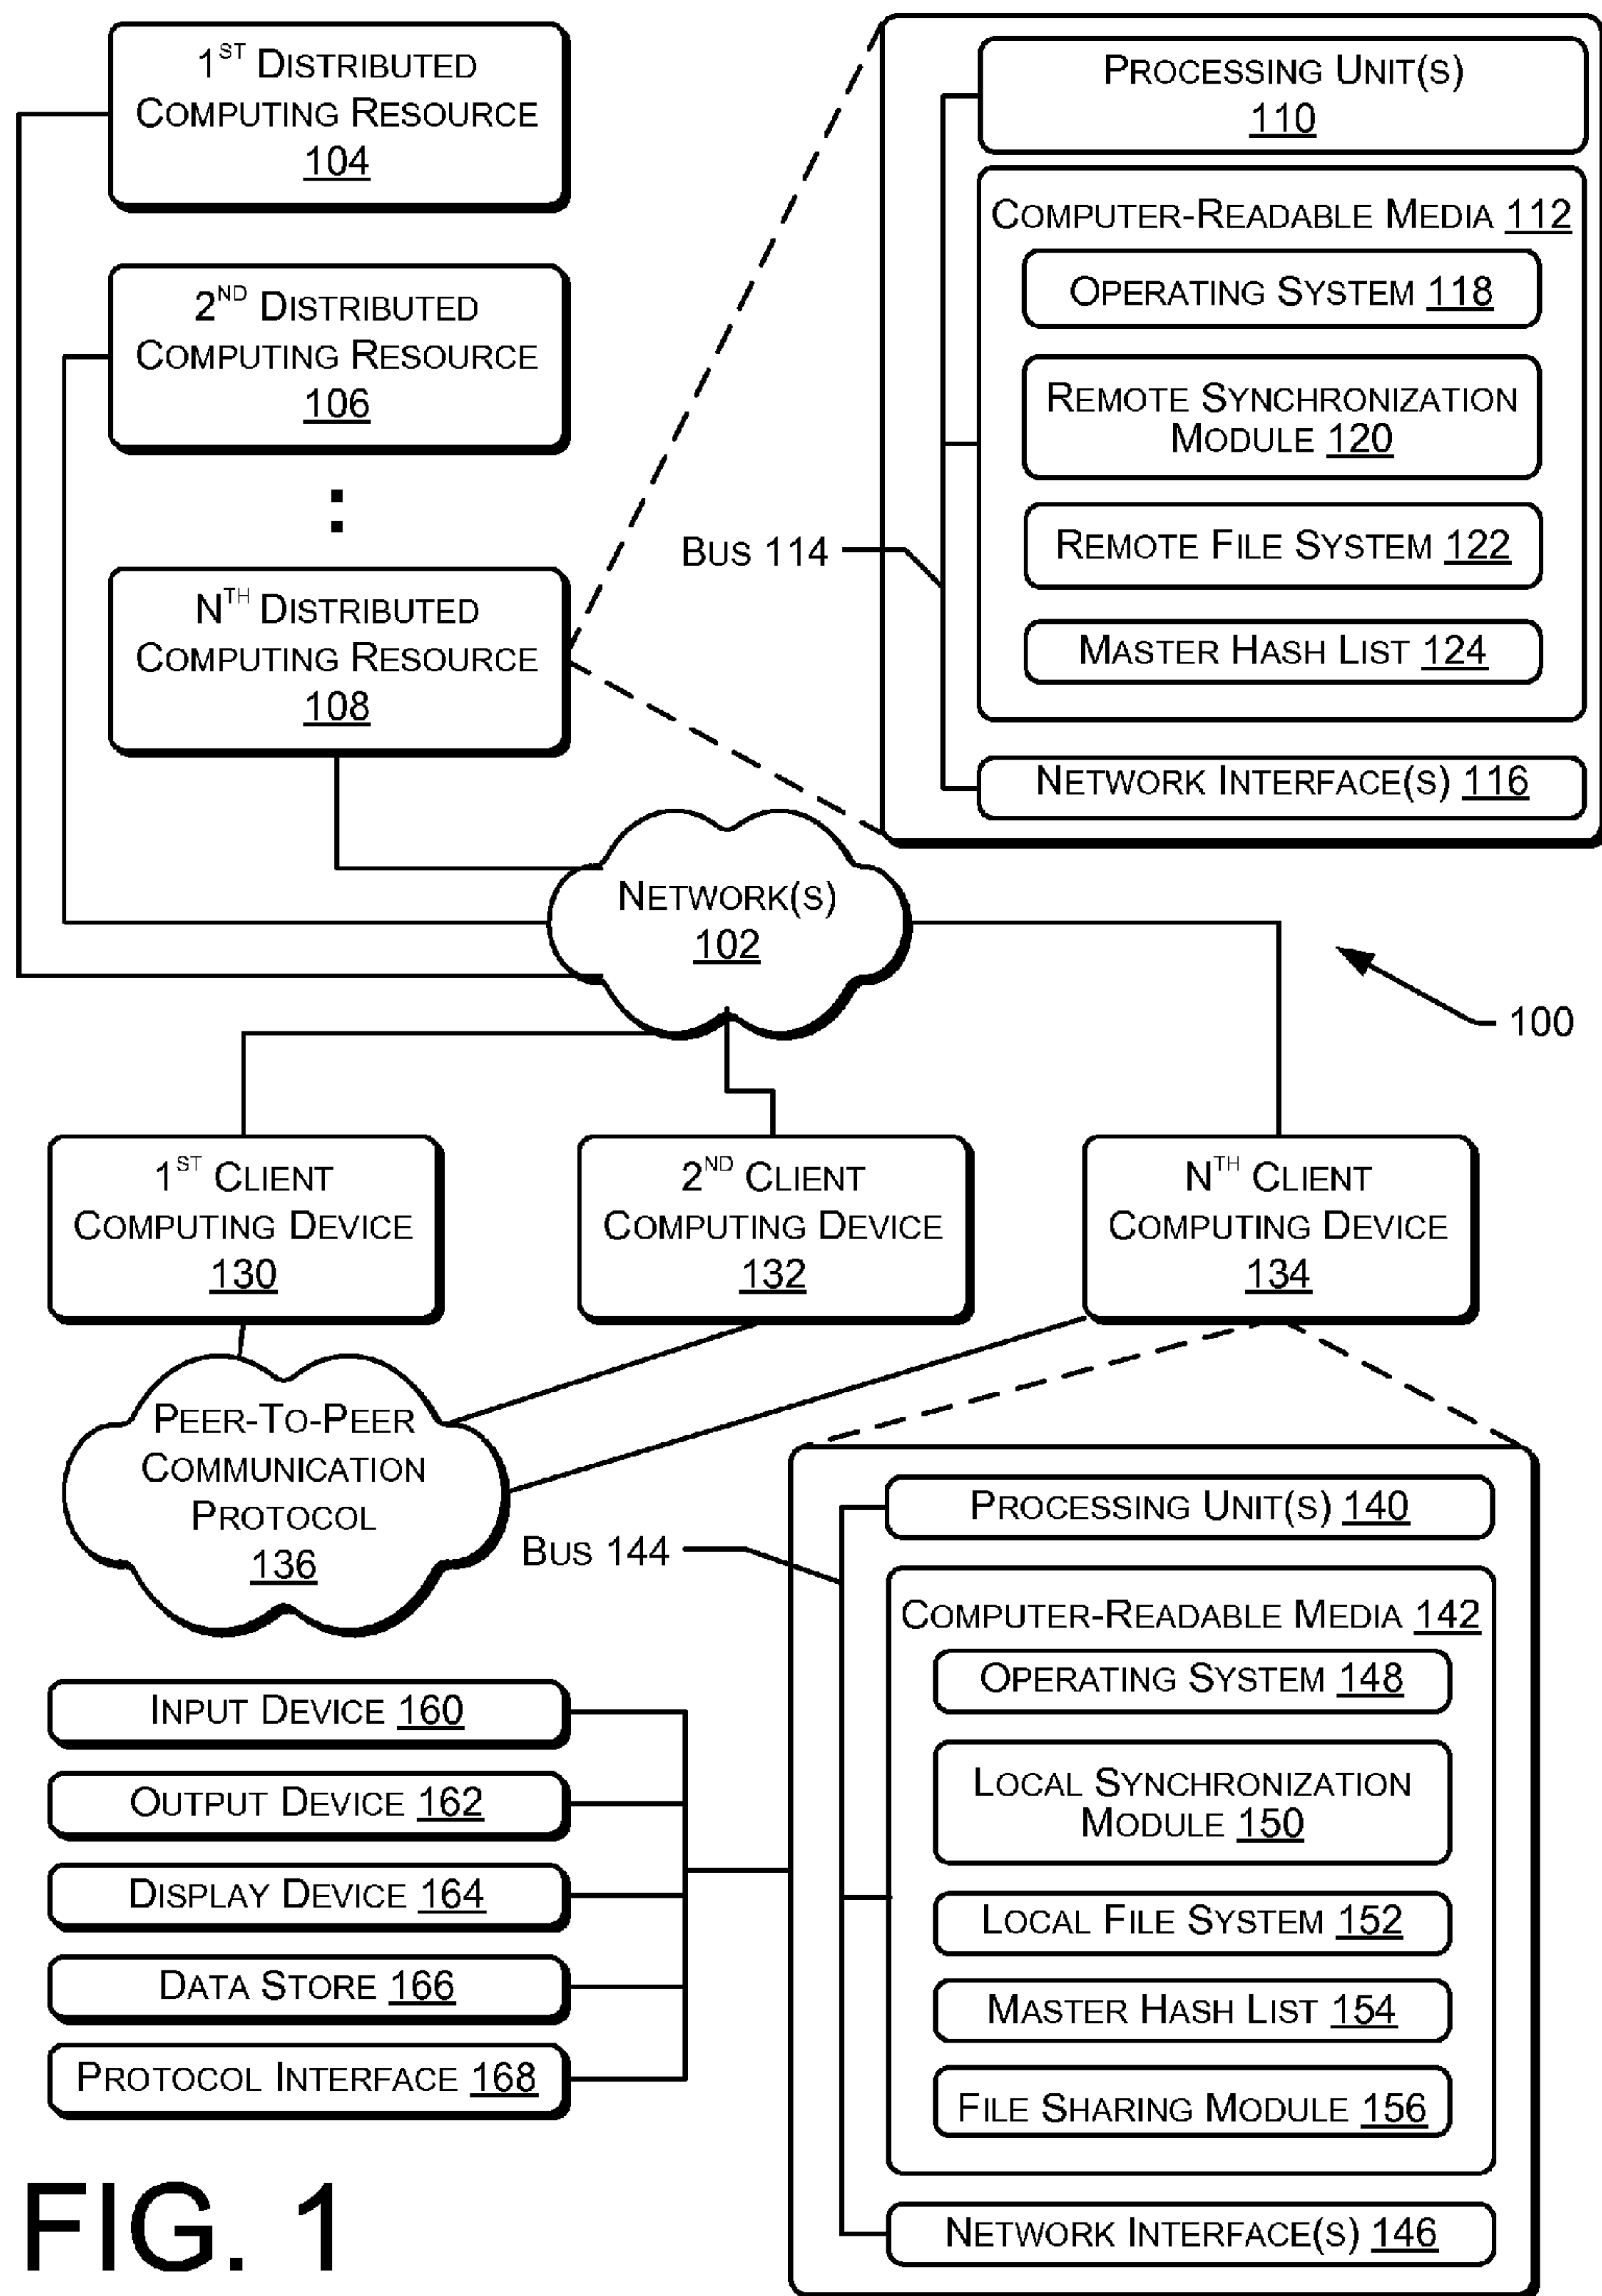 1ST DISTRIBUTED
COMPUTING RESOURCE
104
2ND DISTRIBUTED
COMPUTING RESOURCE
106
:
NTH DISTRIBUTED
COMPUTING RESOURCE
108
PROCESSING UNIT(S)
110
COMPUTER-READABLE MEDIA 112
OPERATING SYSTEM 118
REMOTE SYNCHRONIZATION
MODULE 120
REMOTE FILE SYSTEM 122
MASTER HASH LIST 124
BUS 114
NETWORK INTERFACE(S) 116
NETWORK(S)
102
100
1ST CLIENT
COMPUTING DEVICE
130
2ND CLIENT
COMPUTING DEVICE
132
NTH CLIENT
COMPUTING DEVICE
134
PEER-TO-PEER
COMMUNICATION
PROTOCOL
136
BUS 144
PROCESSING UNIT(S) 140
COMPUTER-READABLE MEDIA 142
OPERATING SYSTEM 148
LOCAL SYNCHRONIZATION
MODULE 150
LOCAL FILE SYSTEM 152
MASTER HASH LIST 154
FILE SHARING MODULE 156
NETWORK INTERFACE(S) 146
INPUT DEVICE 160
OUTPUT DEVICE 162
DISPLAY DEVICE 164
DATA STORE 166
PROTOCOL INTERFACE 168
FIG. 1